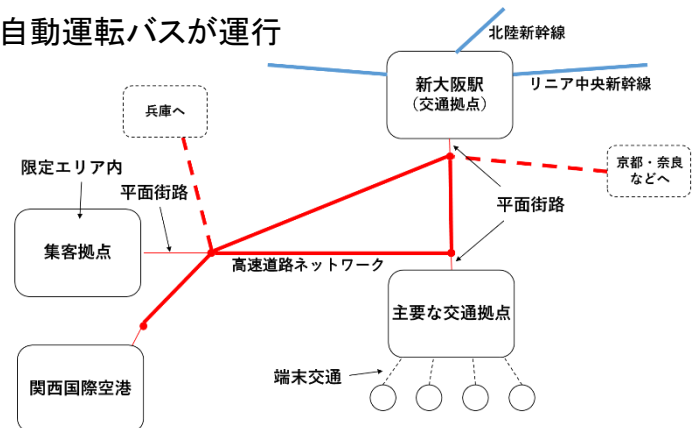 自動運転バスが運行
北陸新幹線
新大阪駅
（交通拠点）
リニア中央新幹線
兵庫へ
京都・奈良
などへ
限定エリア内
平面街路
平面街路
集客拠点
高速道路ネットワーク
主要な交通拠点
関西国際空港
端末交通